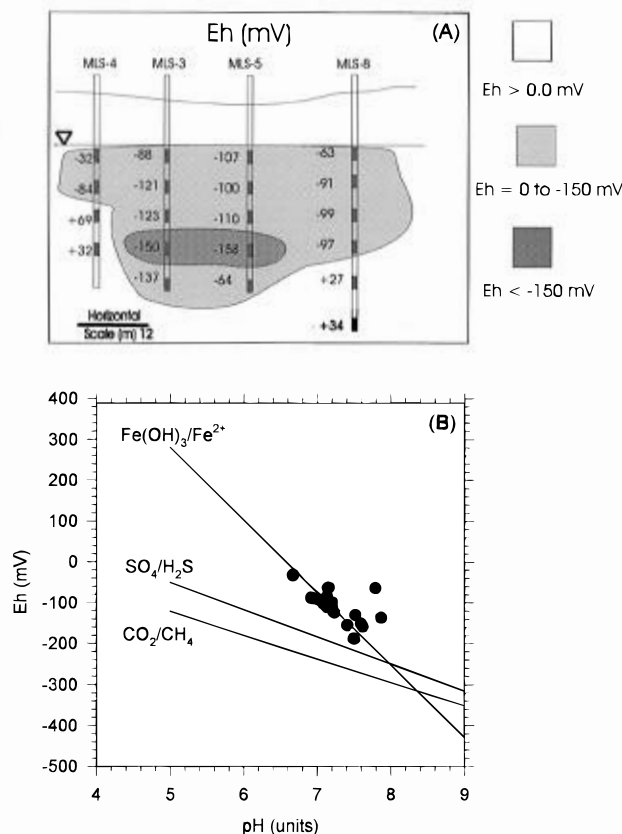 Eh (mV)
(A)
MLS-4 MLS-3 MLS-5 MLS-8
-32 -88 -107 -63
-84 -121 -100 -91
+69 -123 -110 -99
+32 -150 -158 -97
-137 -64 +27
+34
Horizontal
Scale (m) 12
Eh > 0.0 mV
Eh = 0 to -150 mV
Eh < -150 mV
(B)
400
300
200
100
0
-100
-200
-300
-400
-500
Eh (mV)
Fe(OH)₃/Fe²⁺
SO₄/H₂S
CO₂/CH₄
4 5 6 7 8 9
pH (units)